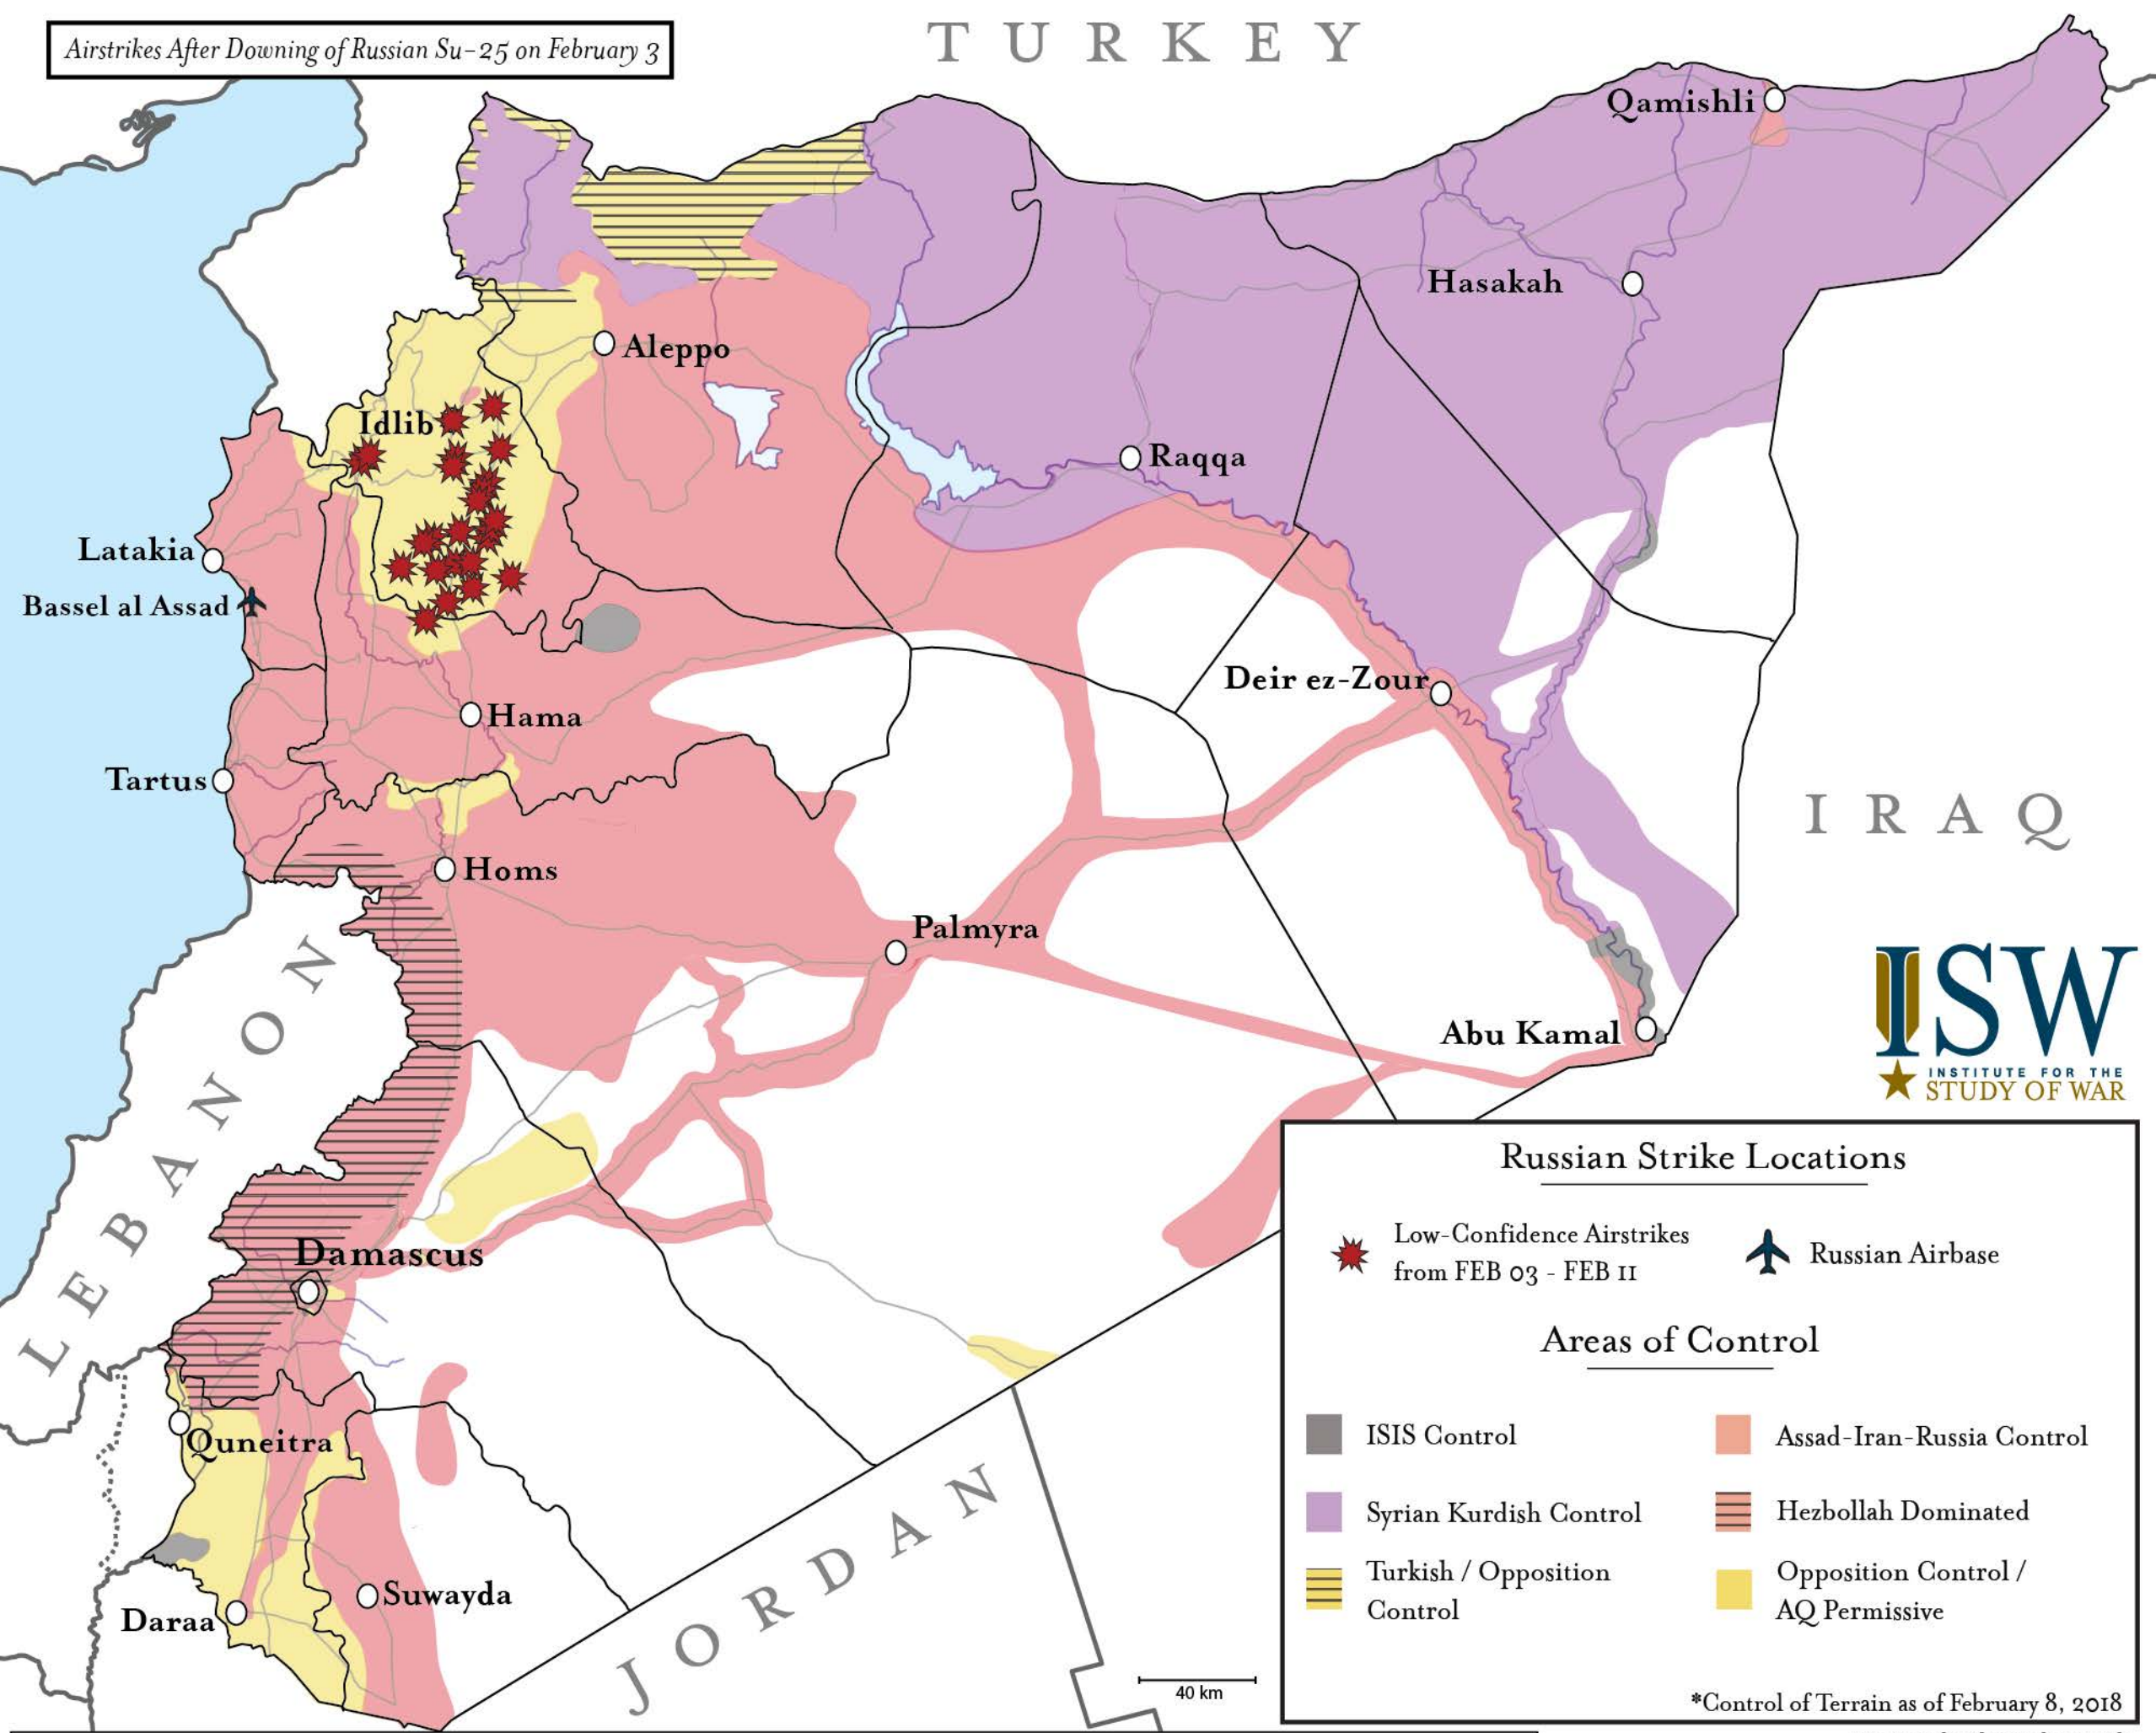 Airstrikes After Downing of Russian Su-25 on February 3
TURKEY
Qamishli
Hasakah
Aleppo
Idlib
Raqqa
Latakia
Bassel al Assad
Deir ez-Zour
Hama
Tartus
IRAQ
Homs
Palmyra
LEBANON
Abu Kamal
ISW
INSTITUTE FOR THE
STUDY OF WAR
Damascus
Quneitra
Suwayda
Daraa
JORDAN
40 km
Russian Strike Locations
Low-Confidence Airstrikes
from FEB 03 - FEB 11
Russian Airbase
Areas of Control
ISIS Control
Assad-Iran-Russia Control
Syrian Kurdish Control
Hezbollah Dominated
Turkish / Opposition
Control
Opposition Control /
AQ Permissive
*Control of Terrain as of February 8, 2018